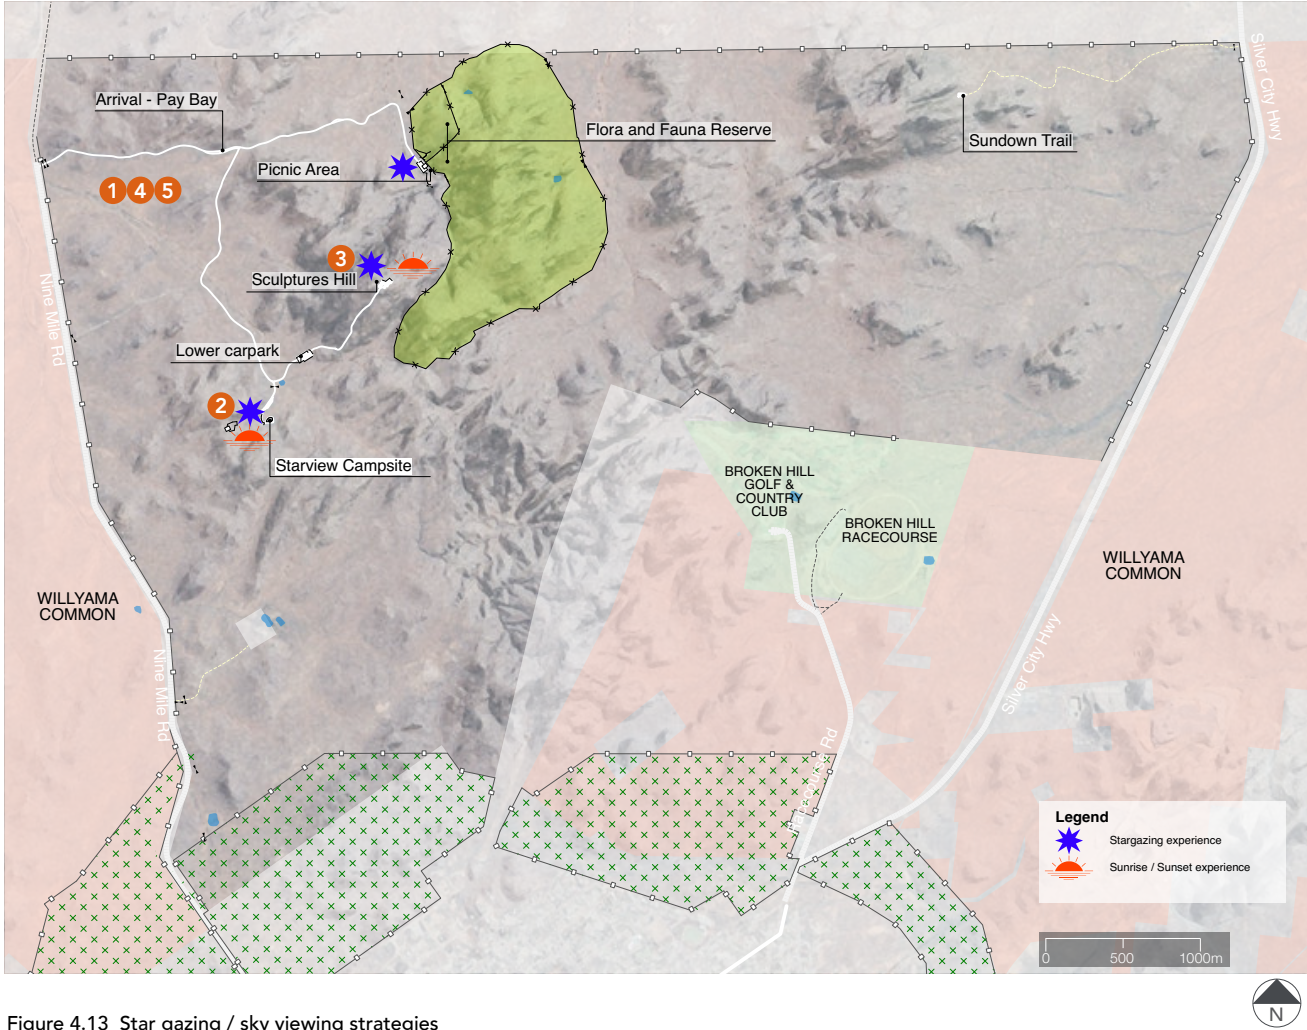 Silver City Hwy
Arrival - Pay Bay
Flora and Fauna Reserve
Sundown Trail
Picnic Area
1 4 5
3
Sculptures Hill
Nine Mile Rd
Lower carpark
2
Starview Campsite
BROKEN HILL
GOLF &
COUNTRY
CLUB
BROKEN HILL
RACECOURSE
WILLYAMA
COMMON
WILLYAMA
COMMON
Nine Mile Rd
Silver City Hwy
Racecourse Rd
Legend
Stargazing experience
Sunrise / Sunset experience
0 500 1000m
N
Figure 4.13 Star gazing / sky viewing strategies